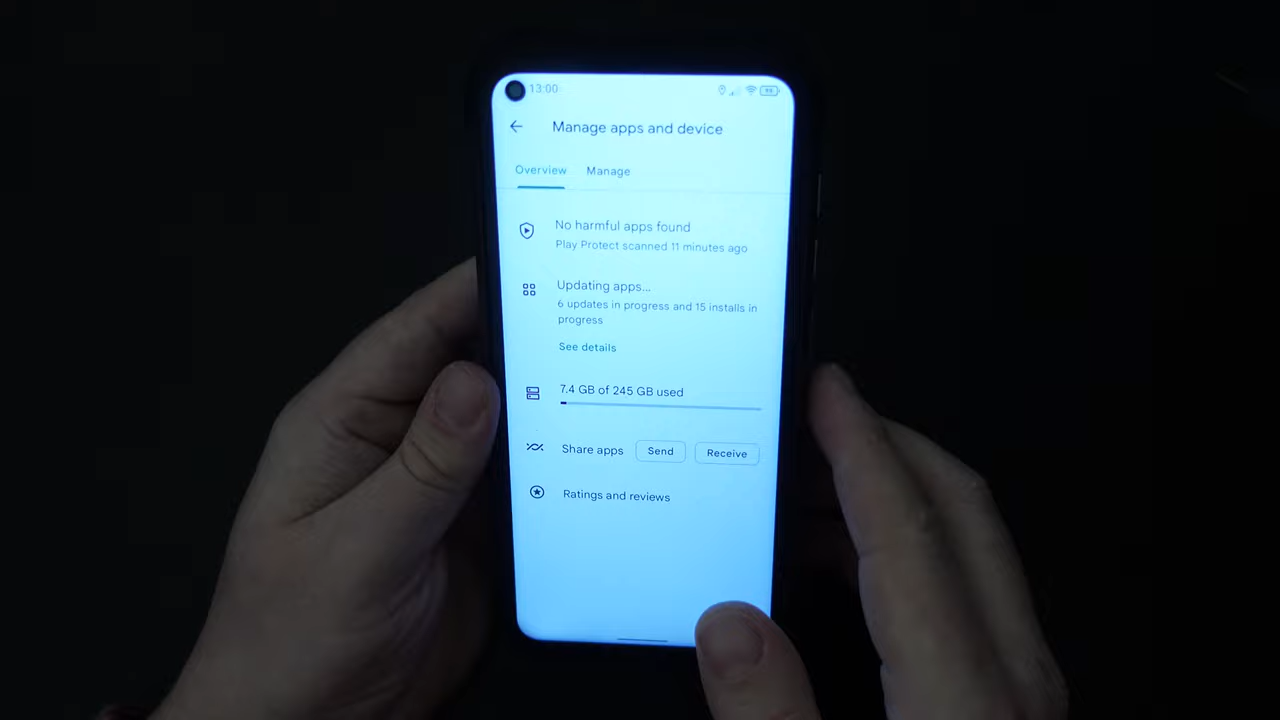 13:00
Manage apps and device
Overview Manage
No harmful apps found
Play Protect scanned 11 minutes ago
Updating apps...
6 updates in progress and 15 installs in
progress
See details
7.4 GB of 245 GB used
Share apps Send Receive
Ratings and reviews